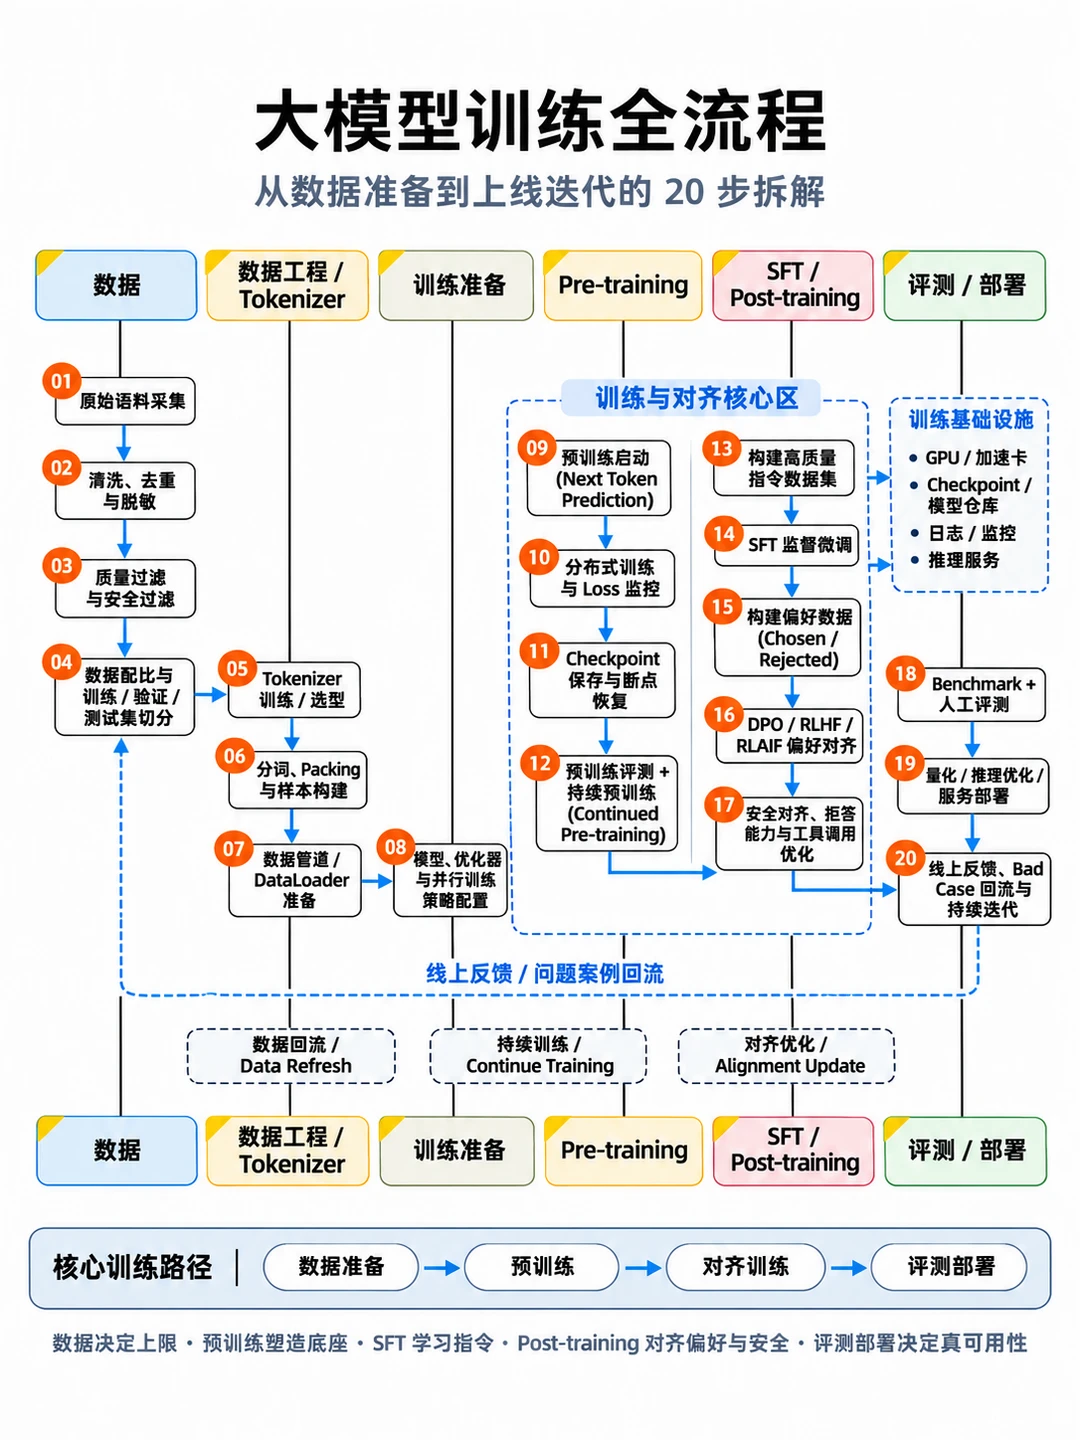 大模型训练全流程
从数据准备到上线迭代的 20 步拆解
数据
数据工程 /
Tokenizer
训练准备
Pre-training
SFT /
Post-training
评测 / 部署
01
原始语料采集
02
清洗、去重
与脱敏
03
质量过滤
与安全过滤
04
数据配比与
训练 / 验证 /
测试集切分
05
Tokenizer
训练 / 选型
06
分词、Packing
与样本构建
07
数据管道 /
DataLoader
准备
08
模型、优化器
与并行训练
策略配置
训练与对齐核心区
09
预训练启动
(Next Token
Prediction)
10
分布式训练
与 Loss 监控
11
Checkpoint
保存与断点
恢复
12
预训练评测 +
持续预训练
(Continued
Pre-training)
13
构建高质量
指令数据集
14
SFT 监督微调
15
构建偏好数据
(Chosen /
Rejected)
16
DPO / RLHF /
RLAIF 偏好对齐
17
安全对齐、拒答
能力与工具调用
优化
训练基础设施
• GPU / 加速卡
• Checkpoint /
模型仓库
• 日志 / 监控
• 推理服务
18
Benchmark +
人工评测
19
量化 / 推理优化 /
服务部署
20
线上反馈、Bad
Case 回流与
持续迭代
线上反馈 / 问题案例回流
数据回流 /
Data Refresh
持续训练 /
Continue Training
对齐优化 /
Alignment Update
数据
数据工程 /
Tokenizer
训练准备
Pre-training
SFT /
Post-training
评测 / 部署
核心训练路径
数据准备
预训练
对齐训练
评测部署
数据决定上限 · 预训练塑造底座 · SFT 学习指令 · Post-training 对齐偏好与安全 · 评测部署决定真可用性